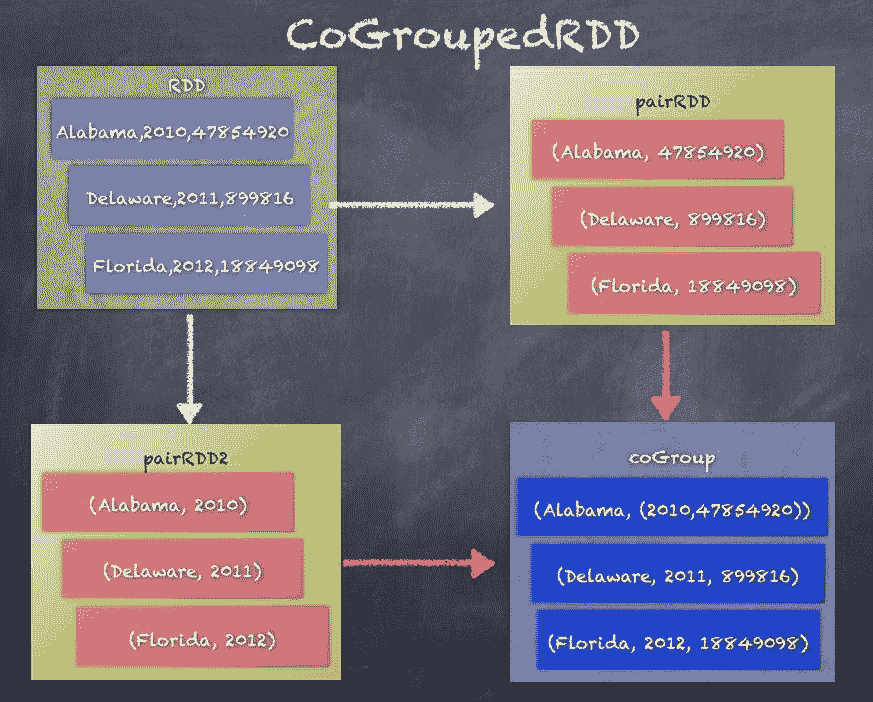 CoGroupedRDD
RDD
Alabama,2010,47854920
Delaware,2011,899816
Florida,2012,18849098
pairRDD
(Alabama, 47854920)
(Delaware, 899816)
(Florida, 18849098)
pairRDD2
(Alabama, 2010)
(Delaware, 2011)
(Florida, 2012)
coGroup
(Alabama, (2010,47854920))
(Delaware, 2011, 899816)
(Florida, 2012, 18849098)